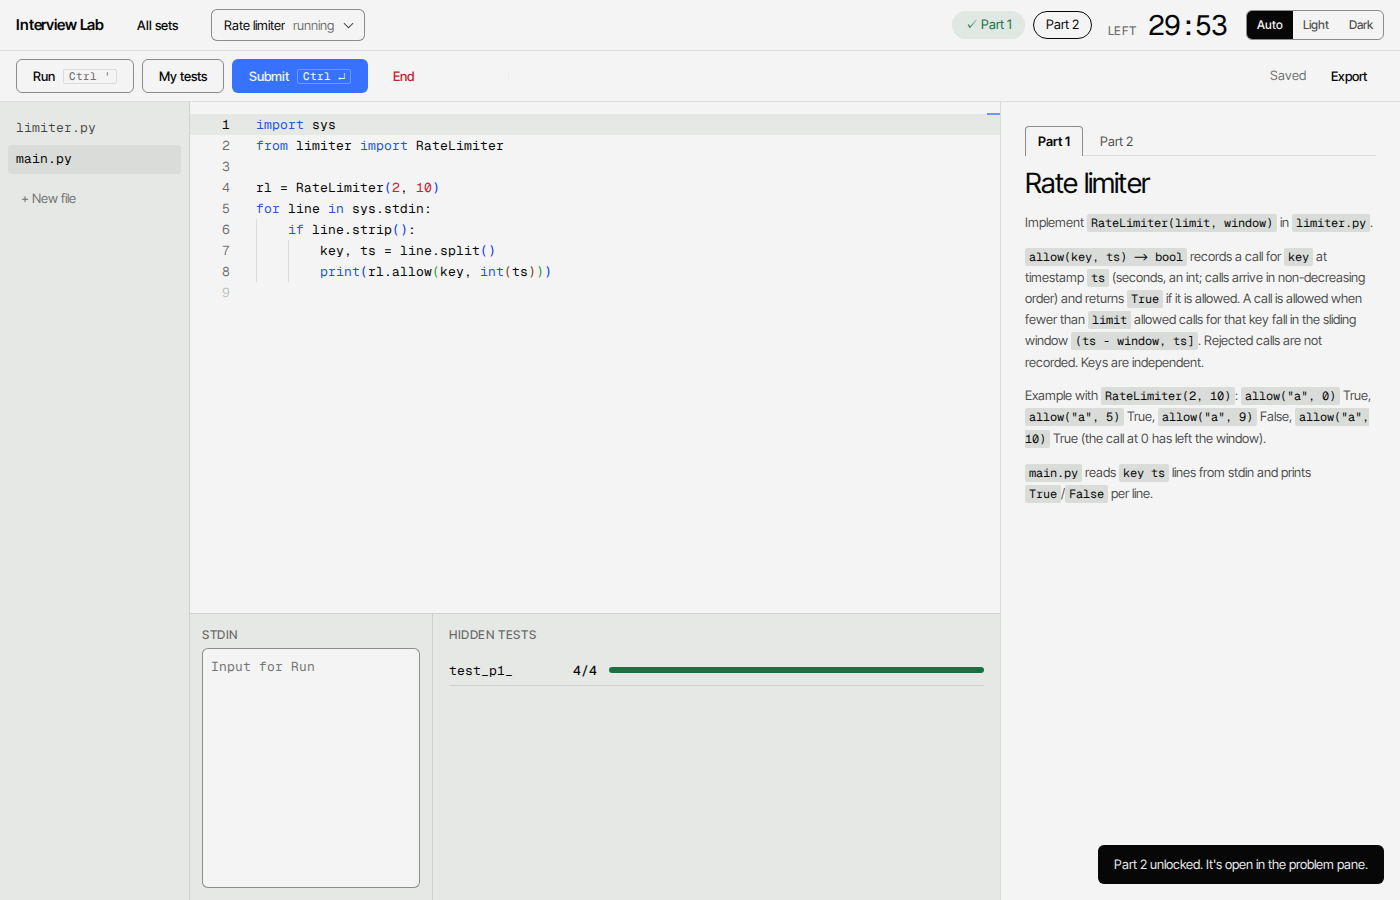 Interview Lab
All sets
Rate limiter running
✓ Part 1
Part 2
LEFT 29:53
Auto Light Dark
Run Ctrl '
My tests
Submit Ctrl ↵
End
Saved
Export
limiter.py
main.py
+ New file
1 import sys
2 from limiter import RateLimiter
3
4 rl = RateLimiter(2, 10)
5 for line in sys.stdin:
6 if line.strip():
7 key, ts = line.split()
8 print(rl.allow(key, int(ts)))
9
STDIN
Input for Run
HIDDEN TESTS
test_p1_ 4/4
Part 1 Part 2
Rate limiter
Implement RateLimiter(limit, window) in limiter.py.
allow(key, ts) → bool records a call for key at
timestamp ts (seconds, an int; calls arrive in non-decreasing
order) and returns True if it is allowed. A call is allowed when
fewer than limit allowed calls for that key fall in the sliding
window (ts - window, ts]. Rejected calls are not
recorded. Keys are independent.
Example with RateLimiter(2, 10): allow("a", 0) True,
allow("a", 5) True, allow("a", 9) False, allow("a",
10) True (the call at 0 has left the window).
main.py reads key ts lines from stdin and prints
True/False per line.
Part 2 unlocked. It's open in the problem pane.